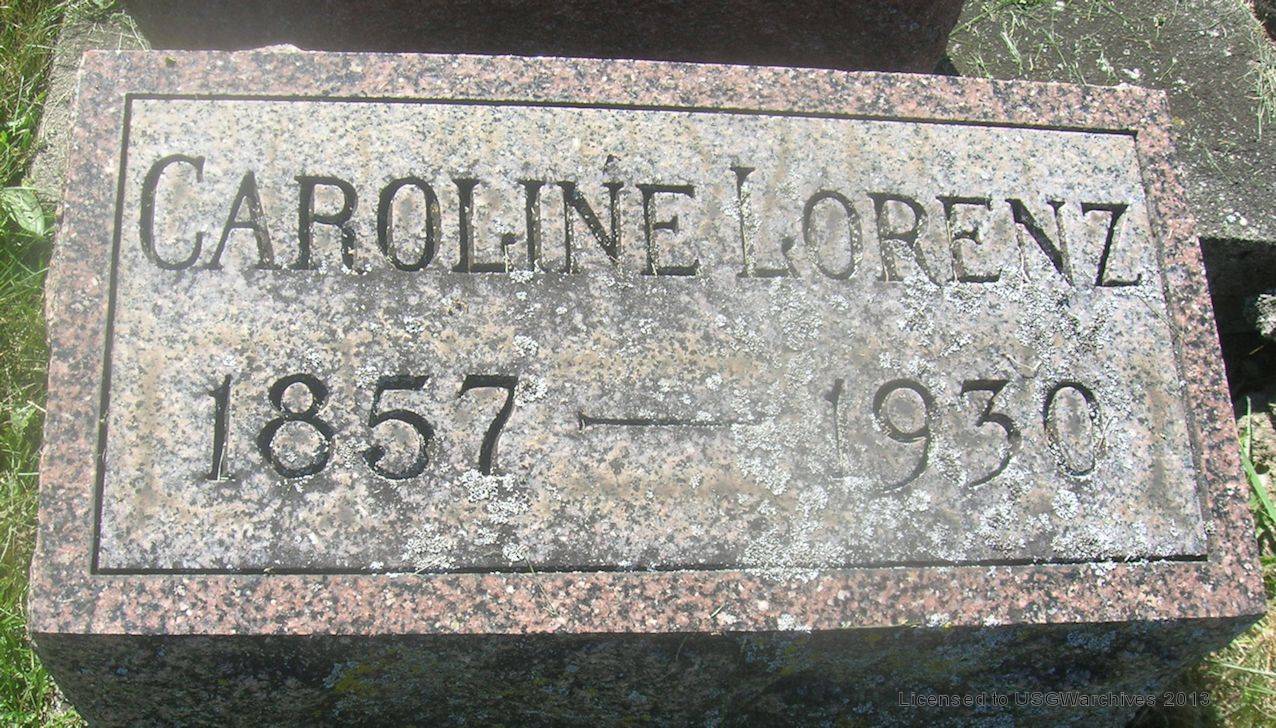 CAROLINE LORENZ
1857 — 1930
Licensed to USGWarchives 2013